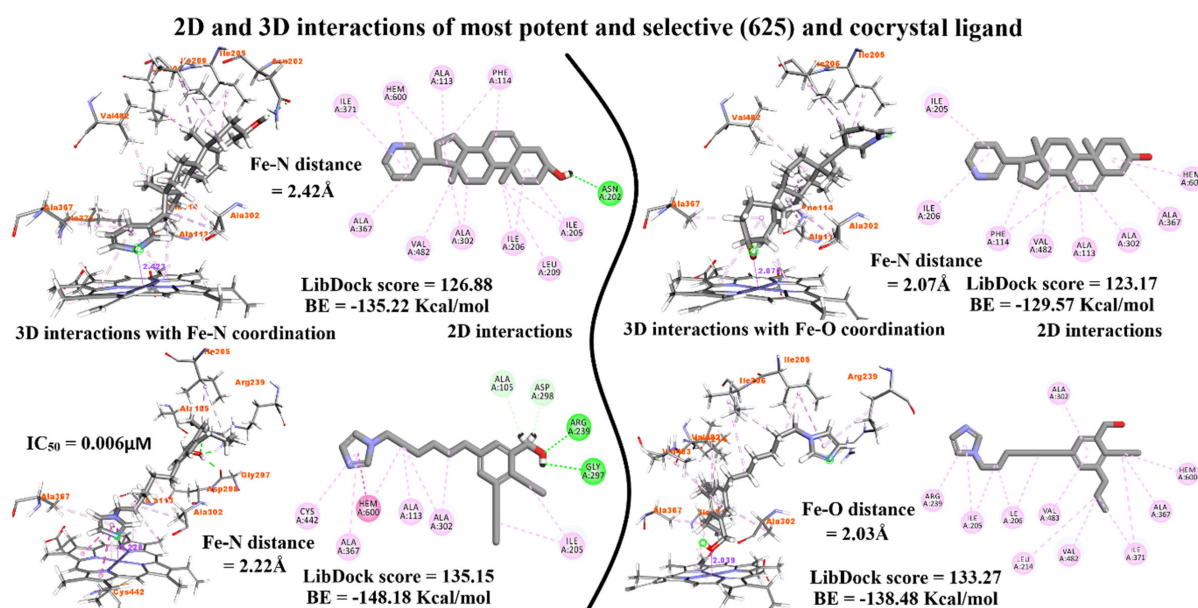 2D and 3D interactions of most potent and selective (625) and cocrystal ligand
Ile205
Asn202
Val482
Ala367
Ala302
2.423
Fe-N distance
= 2.42Å
3D interactions with Fe-N coordination
ILE
A:371
HEM
A:600
ALA
A:113
PHE
A:114
ASN
A:202
ALA
A:367
VAL
A:482
ALA
A:302
ILE
A:206
LEU
A:209
ILE
A:205
LibDock score = 126.88
BE = -135.22 Kcal/mol
2D interactions
Ile205
Val482
Ala367
Ala302
Fe-N distance
= 2.07Å
3D interactions with Fe-O coordination
ILE
A:205
ILE
A:206
PHE
A:114
VAL
A:482
ALA
A:113
ALA
A:302
ALA
A:367
LibDock score = 123.17
BE = -129.57 Kcal/mol
2D interactions
Arg239
IC50 = 0.006μM
Gly297
Asp298
Ala302
Ala367
Cys442
Fe-N distance
= 2.22Å
ALA
A:105
ASP
A:298
ARG
A:239
GLY
A:297
CYS
A:442
ALA
A:367
HEM
A:600
ALA
A:113
ALA
A:302
ILE
A:205
LibDock score = 135.15
BE = -148.18 Kcal/mol
Ile205
Ile206
Arg239
Ala367
Ala302
2.039
Fe-O distance
= 2.03Å
ALA
A:302
HEM
A:600
ARG
A:239
ILE
A:205
ILE
A:206
LEU
A:214
VAL
A:483
VAL
A:482
ILE
A:371
ALA
A:367
LibDock score = 133.27
BE = -138.48 Kcal/mol